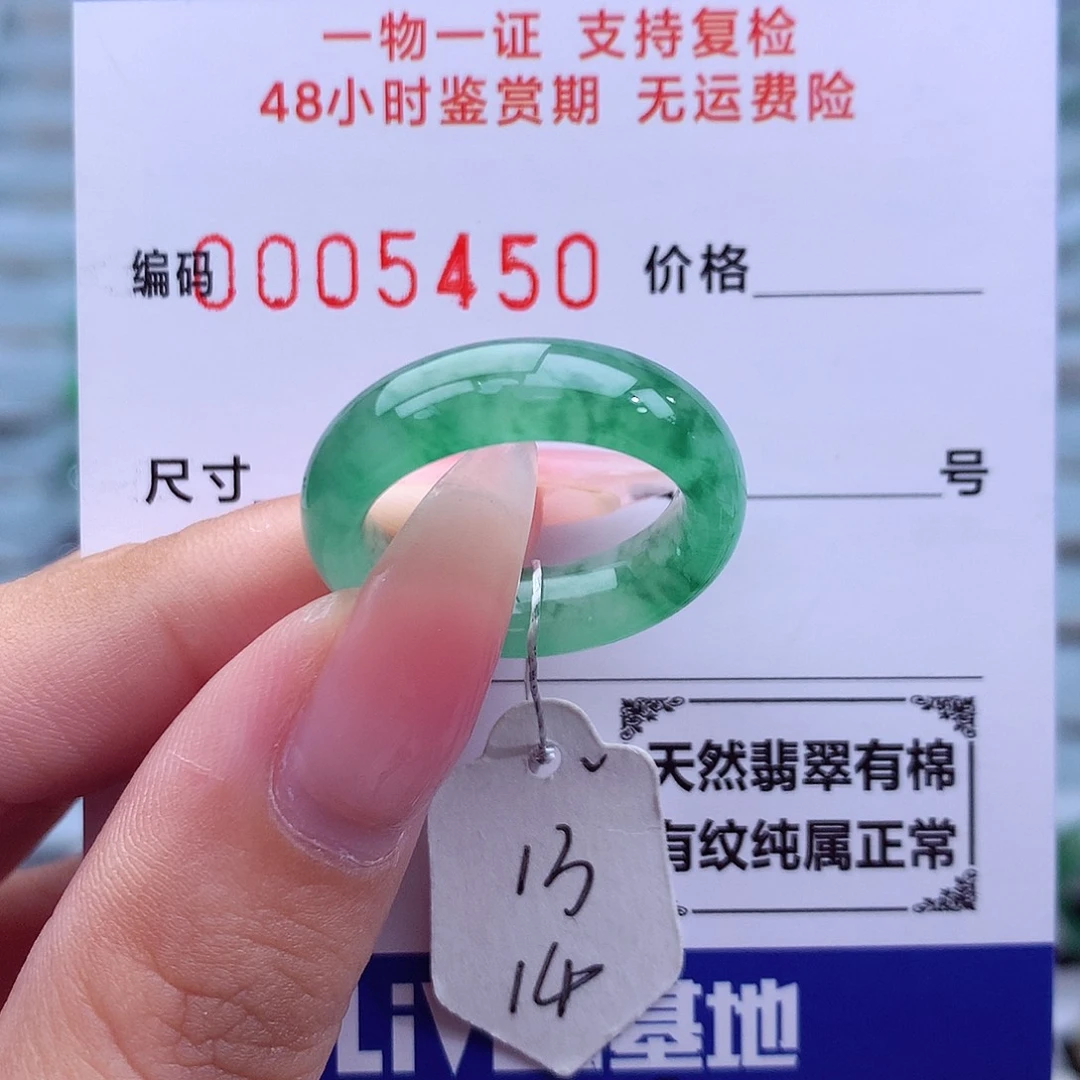 一物一证 支持复检
48小时鉴赏期 无运费险
编码0005450 价格
尺寸 号
天然翡翠有棉
有纹纯属正常
13
14
LiV 基地